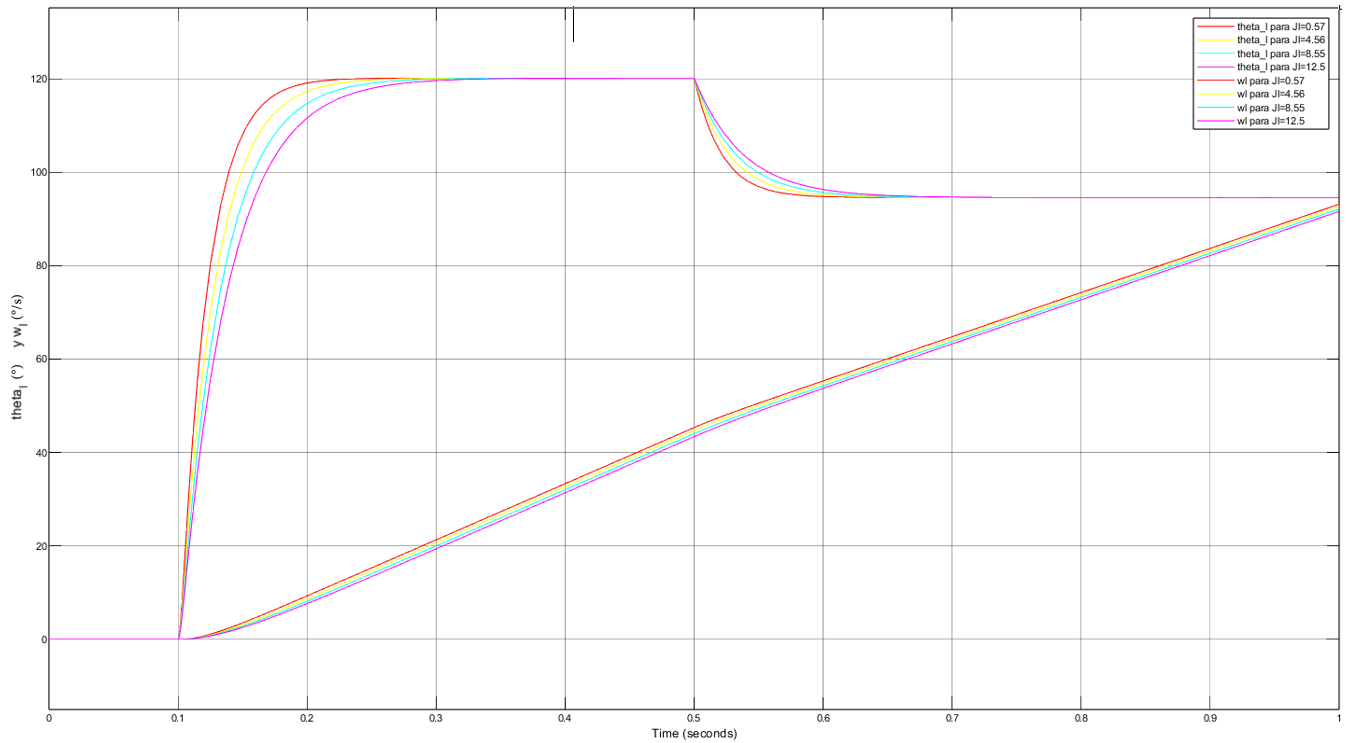 theta_l para Jl=0.57
theta_l para Jl=4.56
theta_l para Jl=8.55
theta_l para Jl=12.5
wl para Jl=0.57
wl para Jl=4.56
wl para Jl=8.55
wl para Jl=12.5
120
100
80
60
40
20
0
theta_l (°) y w_l (°/s)
0 0.1 0.2 0.3 0.4 0.5 0.6 0.7 0.8 0.9 1
Time (seconds)